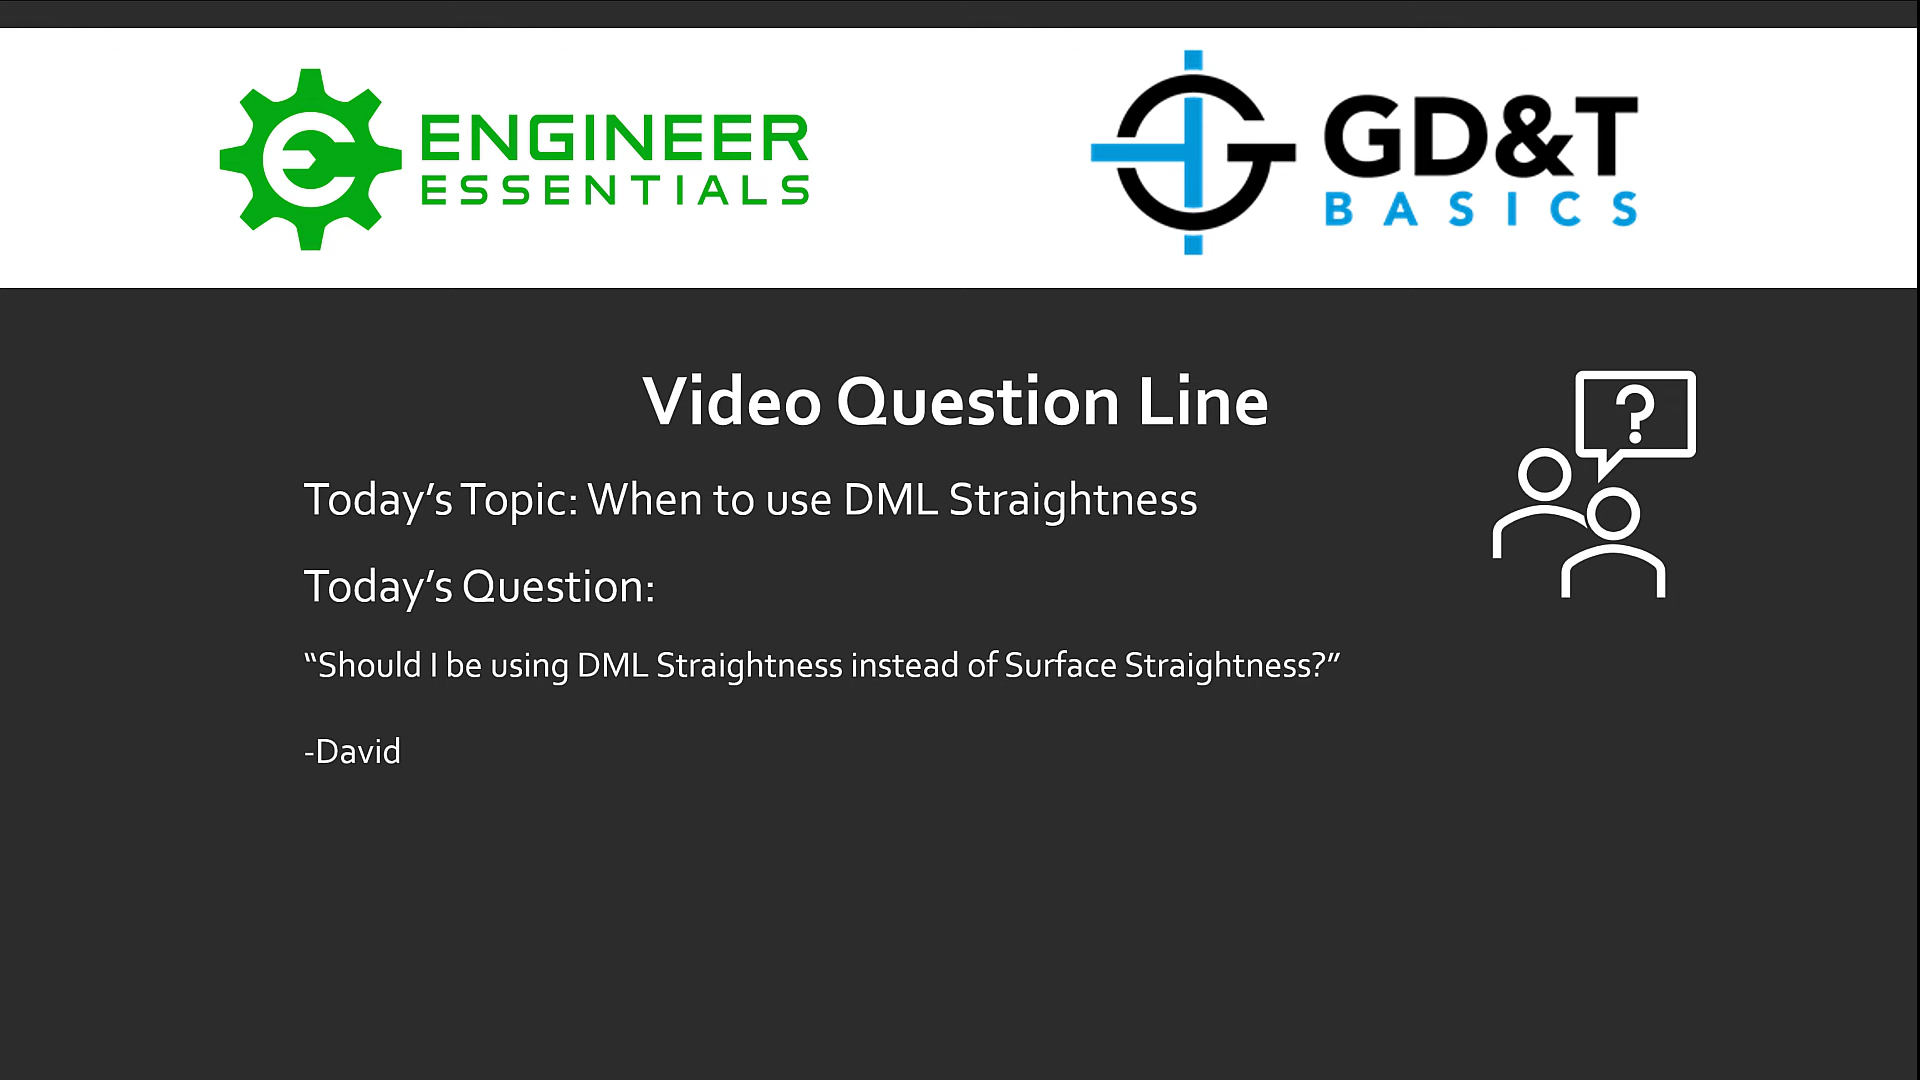 ENGINEER
ESSENTIALS
GD&T
BASICS
Video Question Line
?
Today’s Topic: When to use DML Straightness
Today’s Question:
“Should I be using DML Straightness instead of Surface Straightness?”
-David